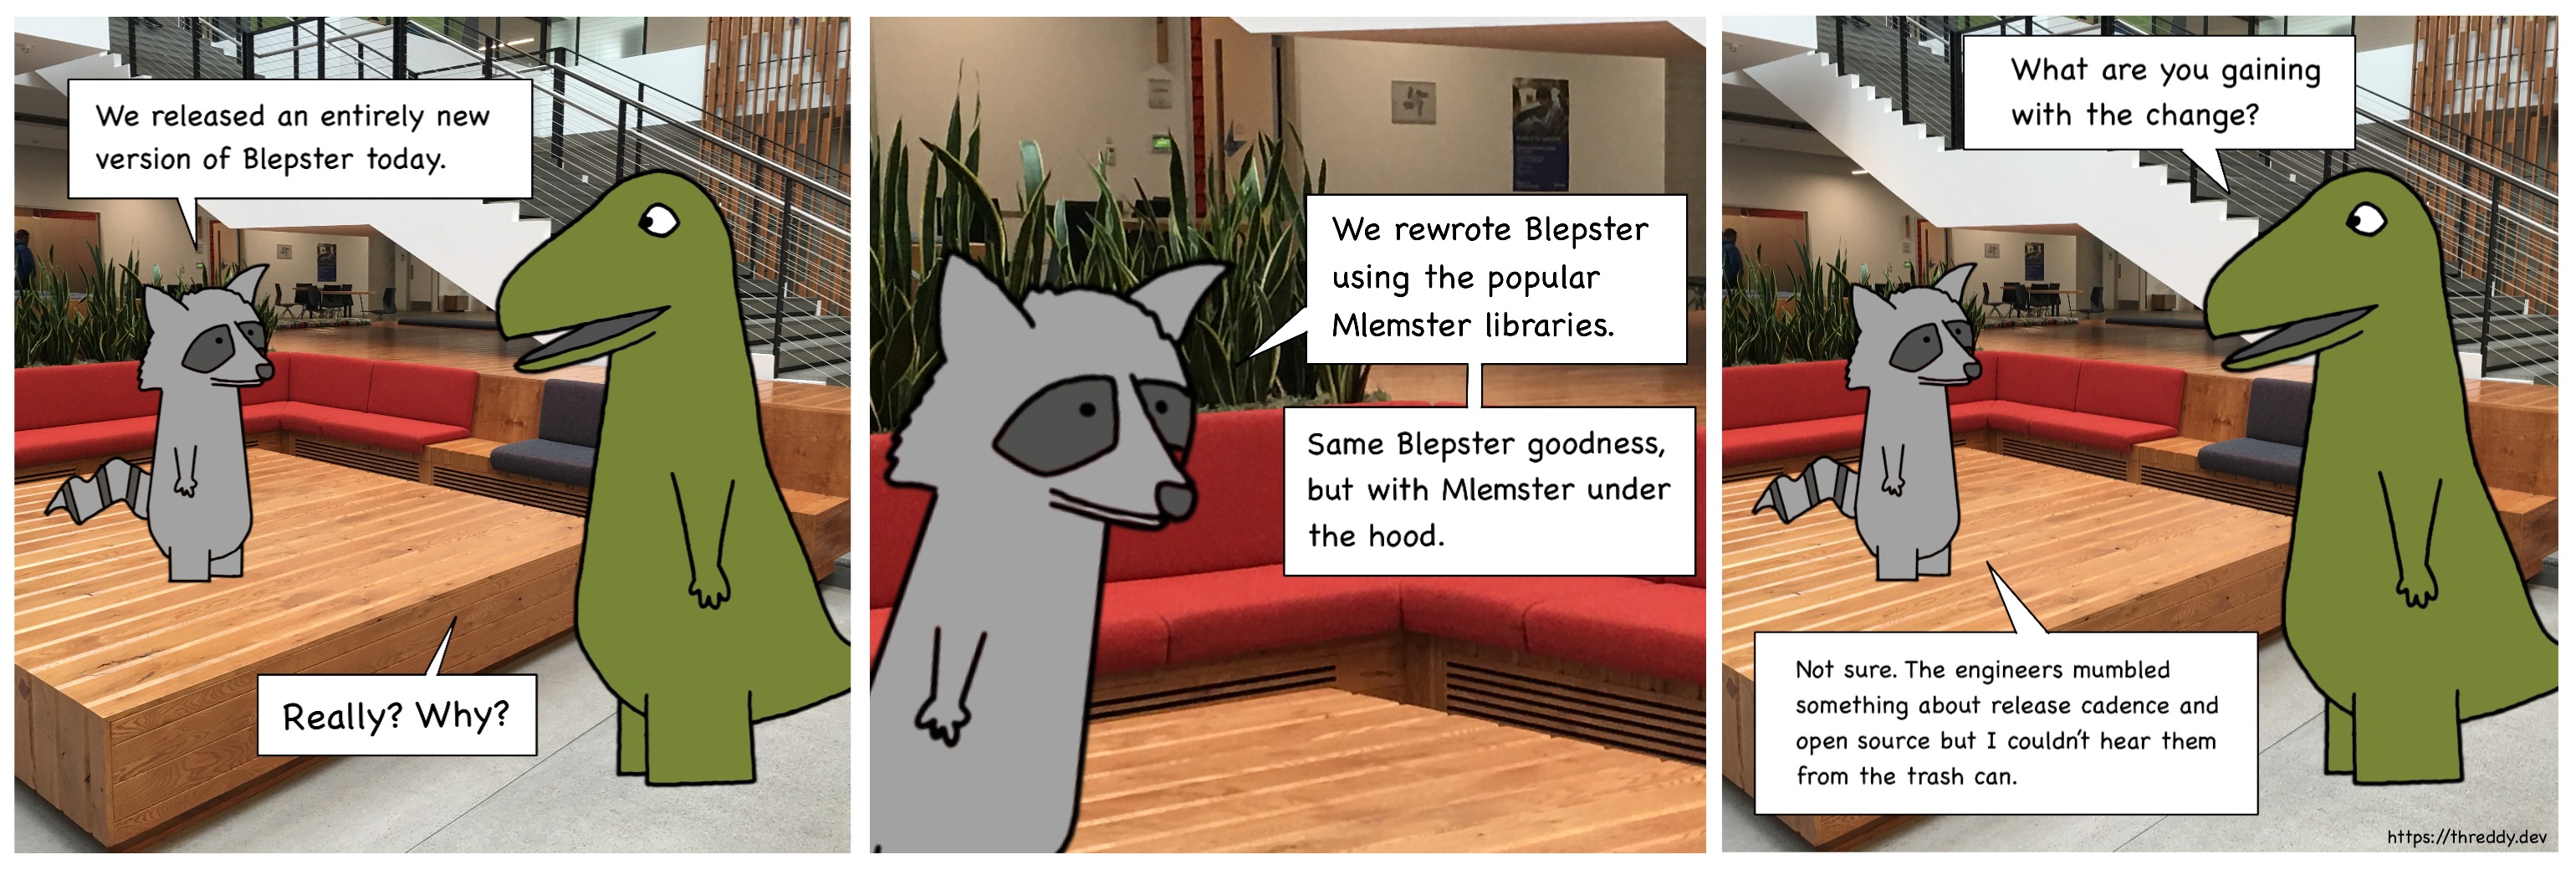 We released an entirely new
version of Blepster today.
Really? Why?
We rewrote Blepster
using the popular
Mlemster libraries.
Same Blepster goodness,
but with Mlemster under
the hood.
What are you gaining
with the change?
Not sure. The engineers mumbled
something about release cadence and
open source but I couldn't hear them
from the trash can.
https://threddy.dev